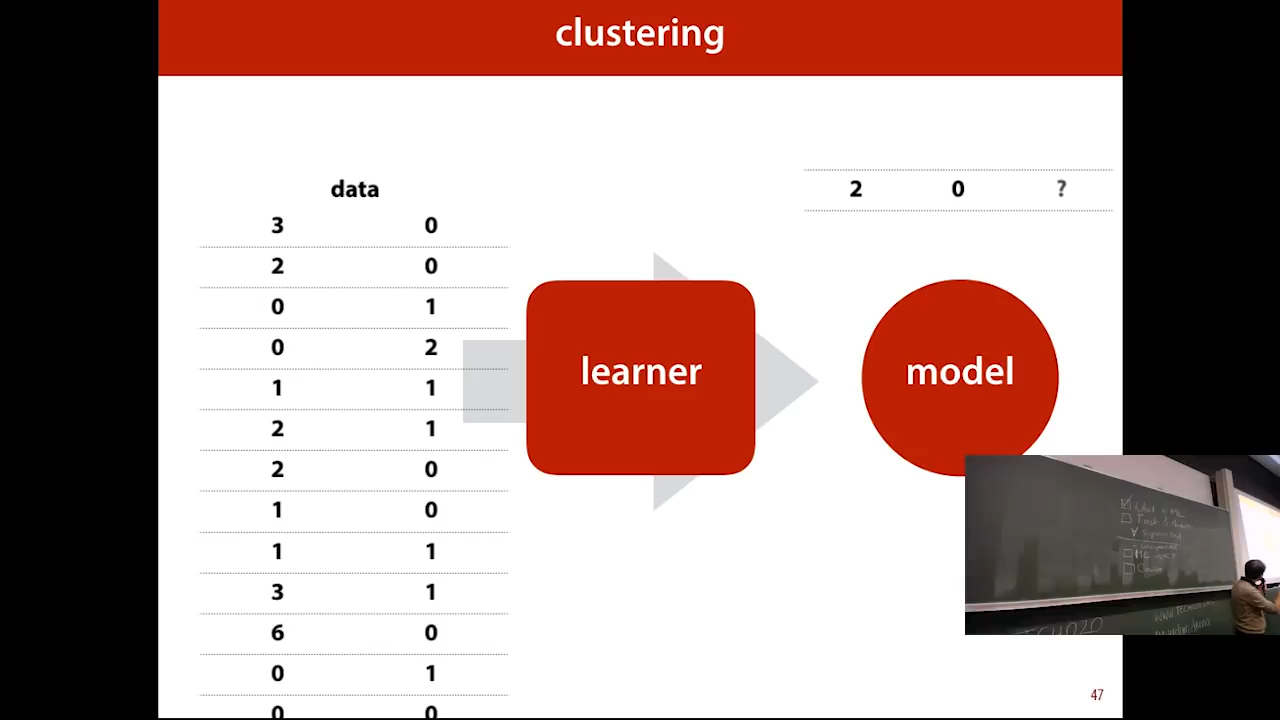 clustering
data
3 0
2 0
0 1
0 2
1 1
2 1
2 0
1 0
1 1
3 1
6 0
0 1
0 0
learner
2 0 ?
model
47